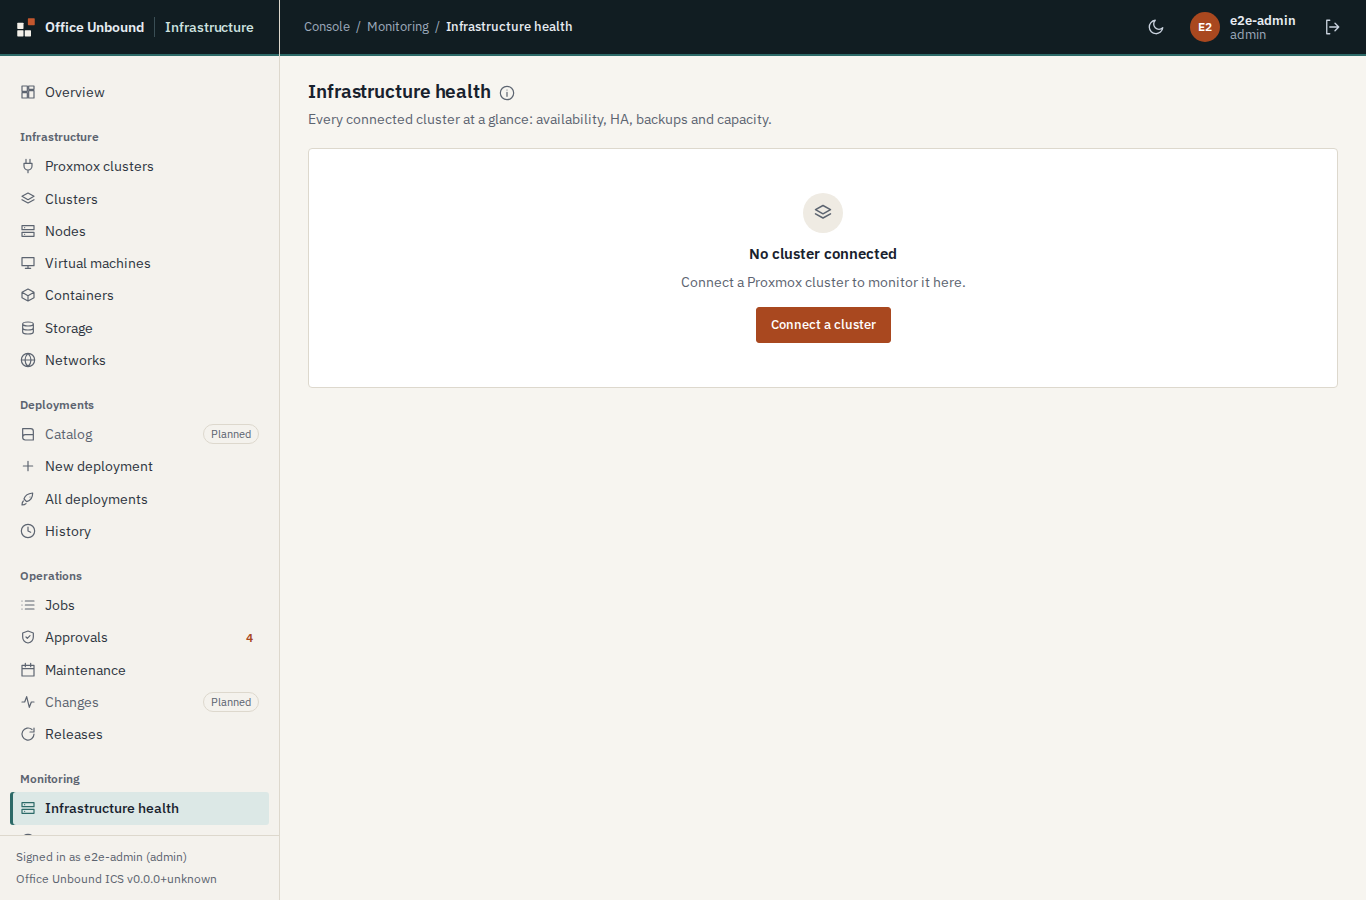 Office Unbound
Infrastructure
Console / Monitoring / Infrastructure health
E2
e2e-admin
admin
Overview
Infrastructure
Proxmox clusters
Clusters
Nodes
Virtual machines
Containers
Storage
Networks
Deployments
Catalog Planned
New deployment
All deployments
History
Operations
Jobs
Approvals 4
Maintenance
Changes Planned
Releases
Monitoring
Infrastructure health
Signed in as e2e-admin (admin)
Office Unbound ICS v0.0.0+unknown
Infrastructure health
Every connected cluster at a glance: availability, HA, backups and capacity.
No cluster connected
Connect a Proxmox cluster to monitor it here.
Connect a cluster